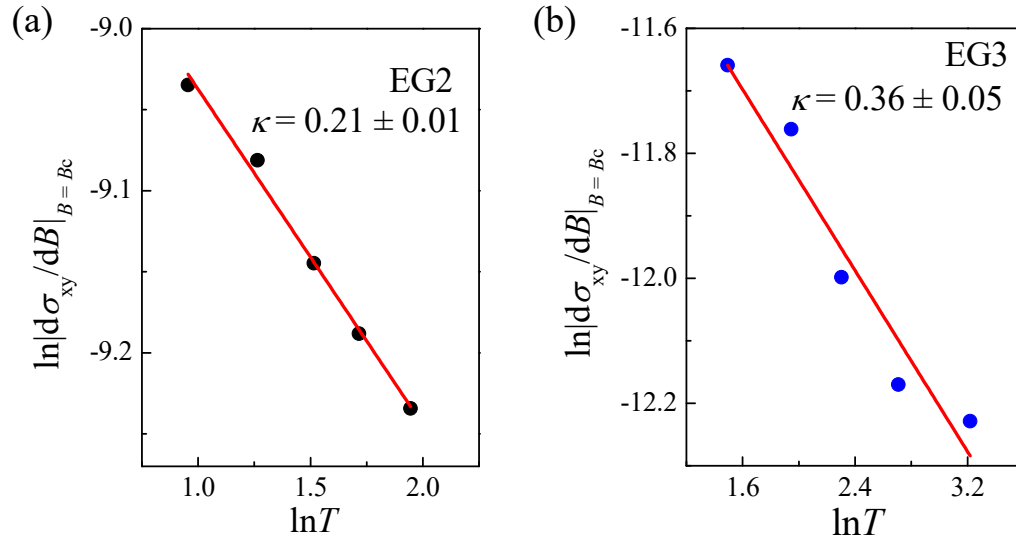 (a)
-9.0
-9.1
-9.2
1.0 1.5 2.0
ln|dσxy/dB|B = Bc
lnT
EG2
κ = 0.21 ± 0.01
(b)
-11.6
-11.8
-12.0
-12.2
1.6 2.4 3.2
ln|dσxy/dB|B = Bc
lnT
EG3
κ = 0.36 ± 0.05